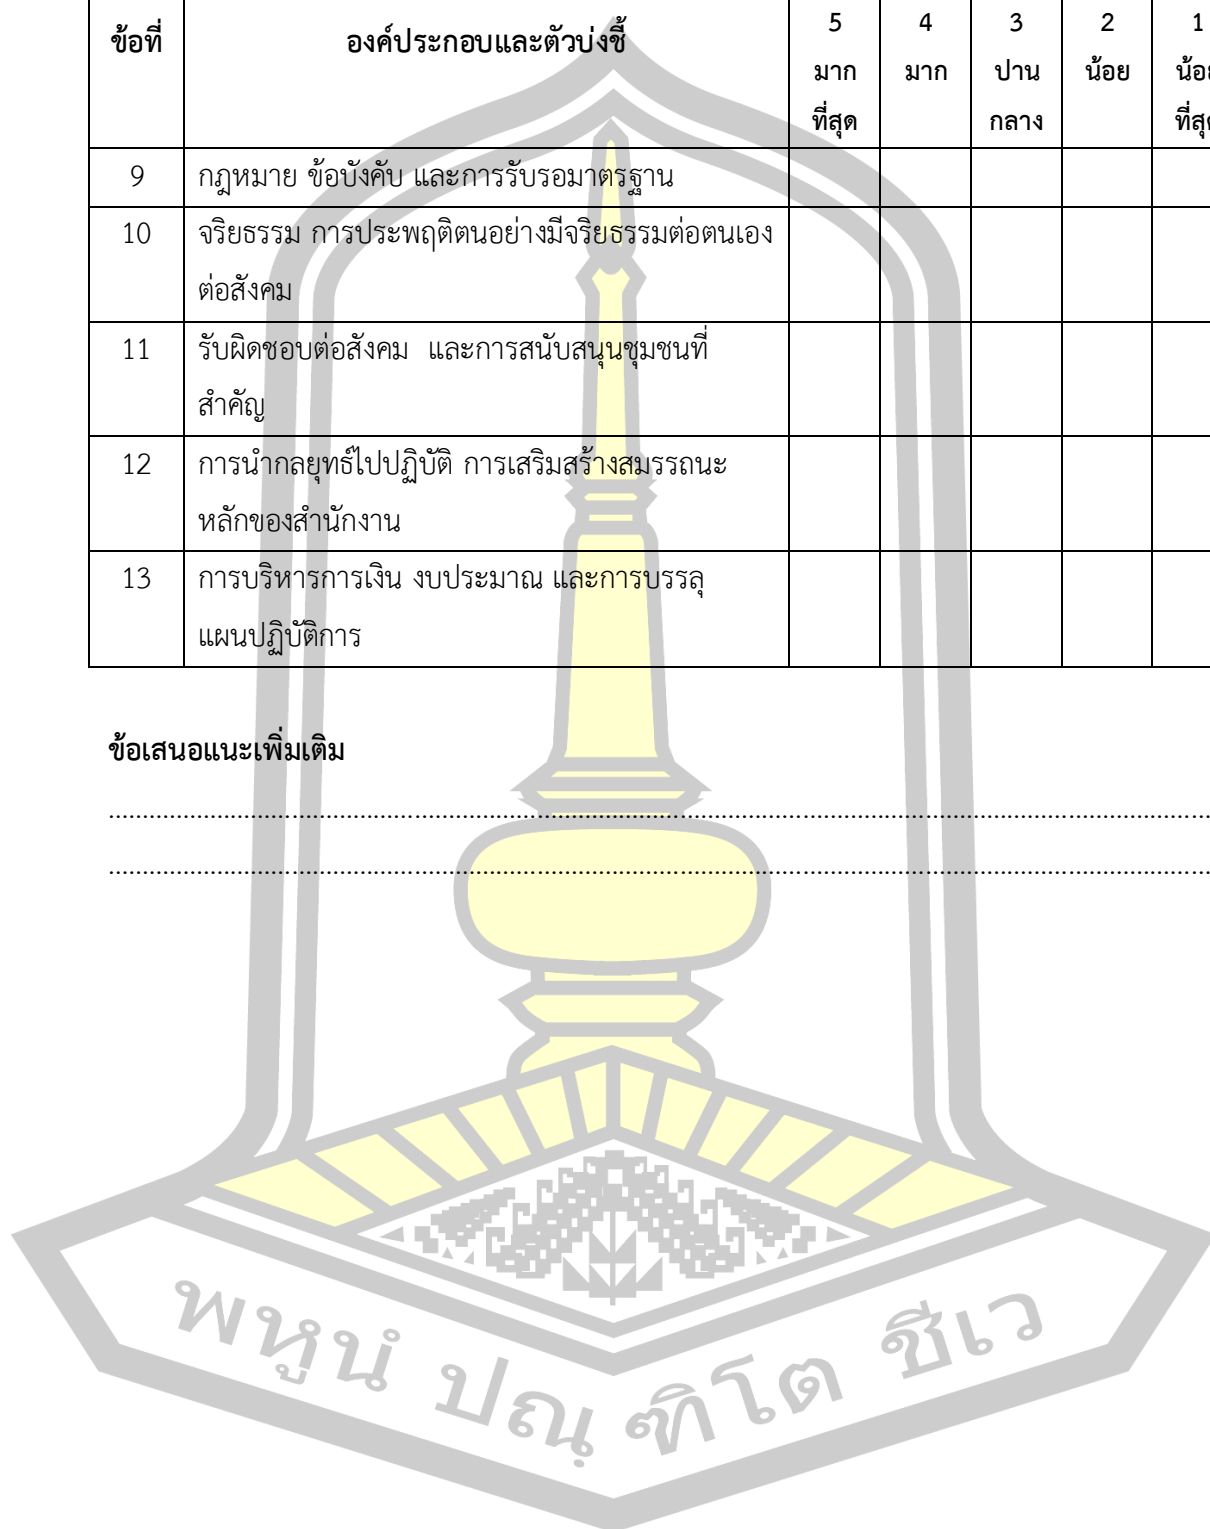 ข้อที่ องค์ประกอบและตัวบ่งชี้ 5 4 3 2 1
มาก มาก ปาน น้อย
ที่สุด กลาง
9 กฎหมาย ข้อบังคับ และการรับรอมาตรฐาน
10 จริยธรรม การประพฤติตนอย่างมีจริยธรรมต่อตนเอง
ต่อสังคม
11 รับผิดชอบต่อสังคม และการสนับสนุนชุมชนที่
สำคัญ
12 การนำกลยุทธ์ไปปฏิบัติ การเสริมสร้างสมรรถนะ
หลักของสำนักงาน
13 การบริหารการเงิน งบประมาณ และการบรรลุ
แผนปฏิบัติการ
ข้อเสนอแนะเพิ่มเติม
พหูนํ ปณฺฑิโต ชีเว